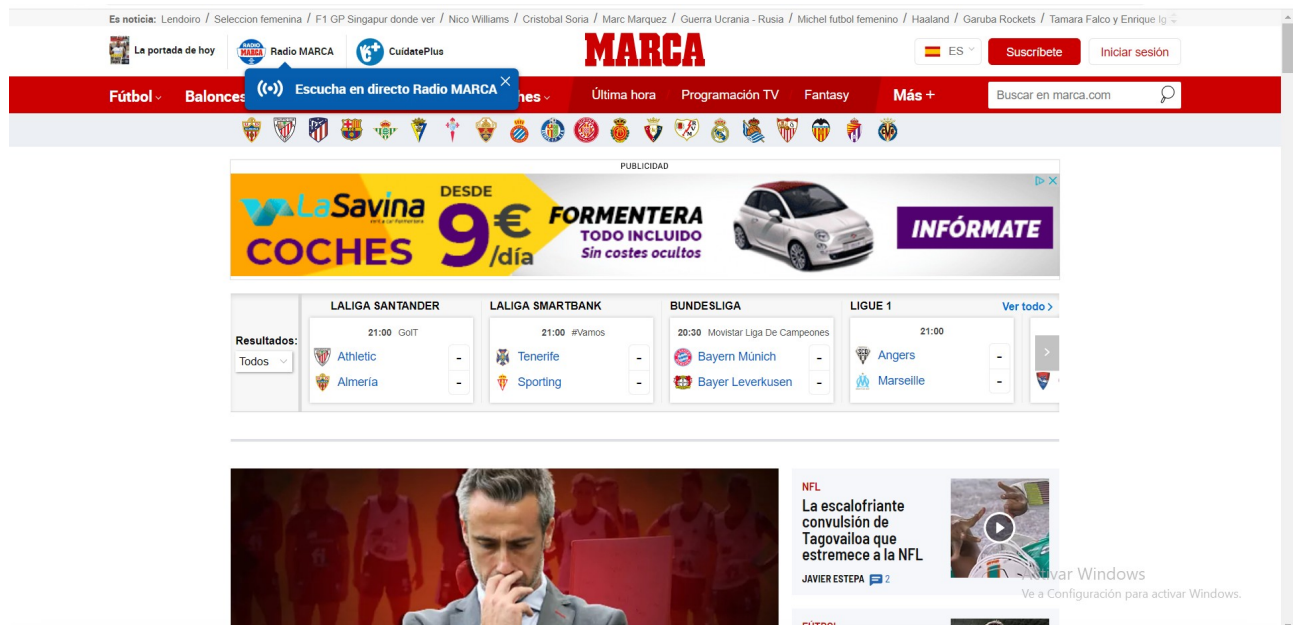 Es noticia: Lendoiro / Seleccion femenina / F1 GP Singapur donde ver / Nico Williams / Cristobal Soria / Marc Marquez / Guerra Ucrania - Rusia / Michel futbol femenino / Haaland / Garuba Rockets / Tamara Falco y Enrique Ig
La portada de hoy
RADIO MARCA
Radio MARCA
CuídatePlus
MARCA
ES
Suscríbete
Iniciar sesión
Escucha en directo Radio MARCA
Fútbol
Balonces
hes
Última hora
Programación TV
Fantasy
Más +
Buscar en marca.com
PUBLICIDAD
LaSavina
COCHES
DESDE
9€
/día
FORMENTERA
TODO INCLUIDO
Sin costes ocultos
INFÓRMATE
LALIGA SANTANDER
LALIGA SMARTBANK
BUNDESLIGA
LIGUE 1
Ver todo >
Resultados:
Todos
21:00 GolT
Athletic -
Almería -
21:00 #Vamos
Tenerife -
Sporting -
20:30 Movistar Liga De Campeones
Bayern Múnich -
Bayer Leverkusen -
21:00
Angers -
Marseille -
NFL
La escalofriante
convulsión de
Tagovailoa que
estremece a la NFL
JAVIER ESTEPA 2
Activar Windows
Ve a Configuración para activar Windows.
FÚTBOL